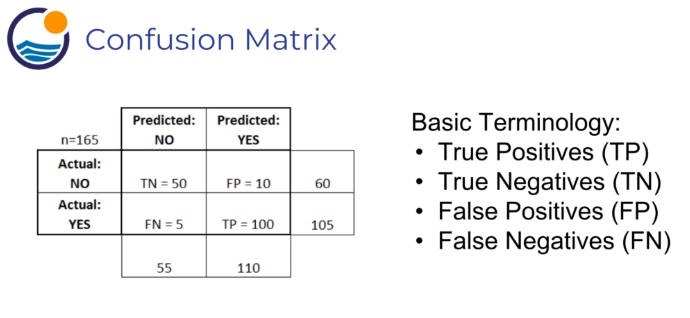 Confusion Matrix
Predicted: Predicted:
n=165 NO YES
Actual:
NO TN = 50 FP = 10 60
Actual:
YES FN = 5 TP = 100 105
55 110
Basic Terminology:
• True Positives (TP)
• True Negatives (TN)
• False Positives (FP)
• False Negatives (FN)